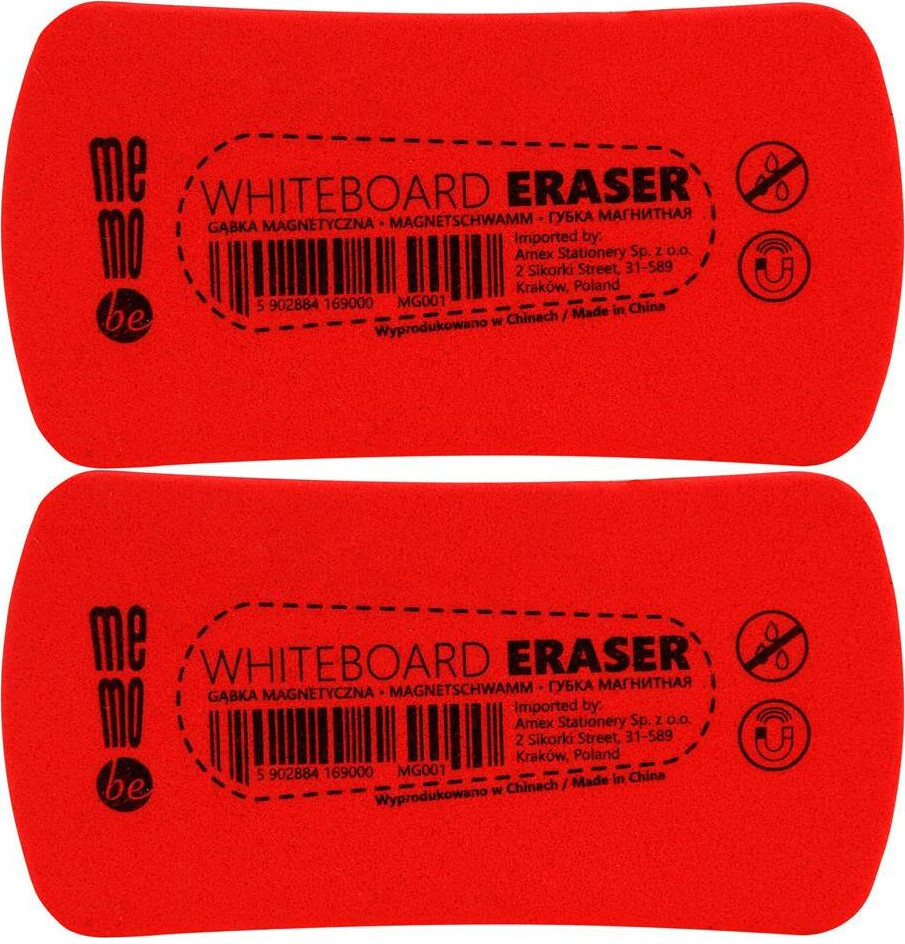 me
mo
be
WHITEBOARD ERASER
GĄBKA MAGNETYCZNA • MAGNETSCHWAMM • ГУБКА МАГНИТНАЯ
Imported by:
Amex Stationery Sp. z o.o.
2 Sikorki Street, 31-589
Kraków, Poland
5 902884 169000 MG001
Wyprodukowano w Chinach / Made in China
me
mo
be
WHITEBOARD ERASER
GĄBKA MAGNETYCZNA • MAGNETSCHWAMM • ГУБКА МАГНИТНАЯ
Imported by:
Amex Stationery Sp. z o.o.
2 Sikorki Street, 31-589
Kraków, Poland
5 902884 169000 MG001
Wyprodukowano w Chinach / Made in China